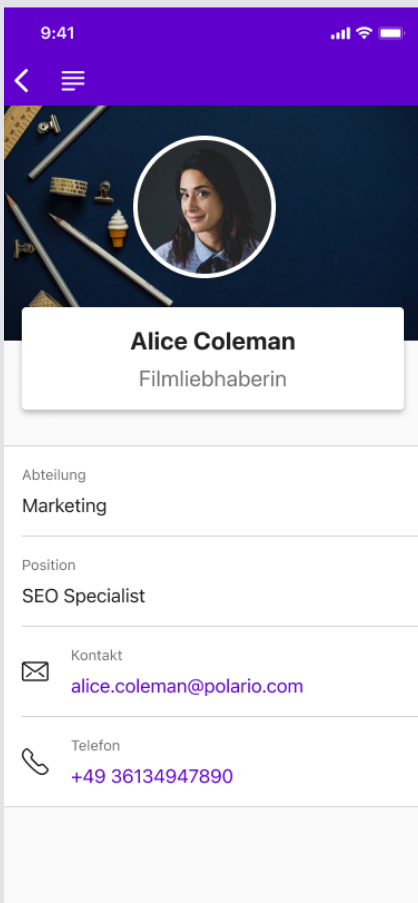 9:41
Alice Coleman
Filmliebhaberin
Abteilung
Marketing
Position
SEO Specialist
Kontakt
alice.coleman@polario.com
Telefon
+49 36134947890